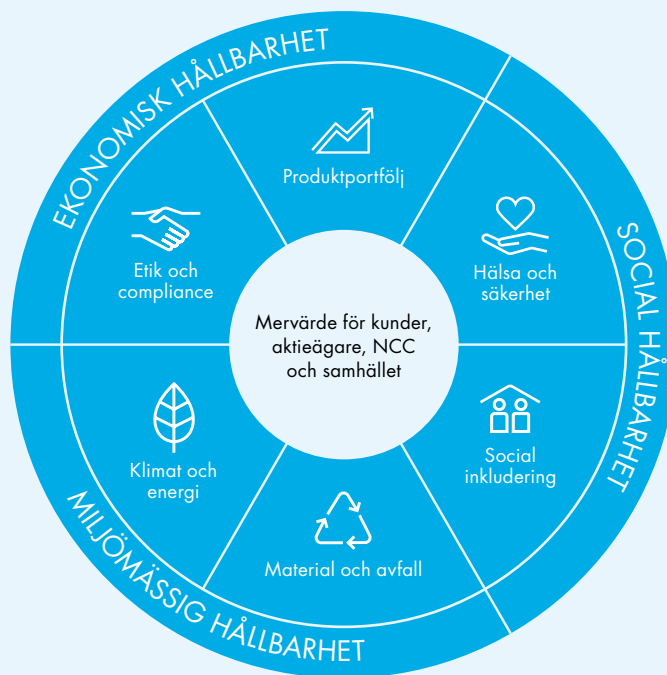 EKONOMISK HÅLLBARHET
Produktportfölj
Etik och
compliance
SOCIAL HÅLLBARHET
Hälsa och
säkerhet
Mervärde för kunder,
aktieägare, NCC
och samhället
Social
inkludering
Klimat och
energi
Material och avfall
MILJÖMÄSSIG HÅLLBARHET